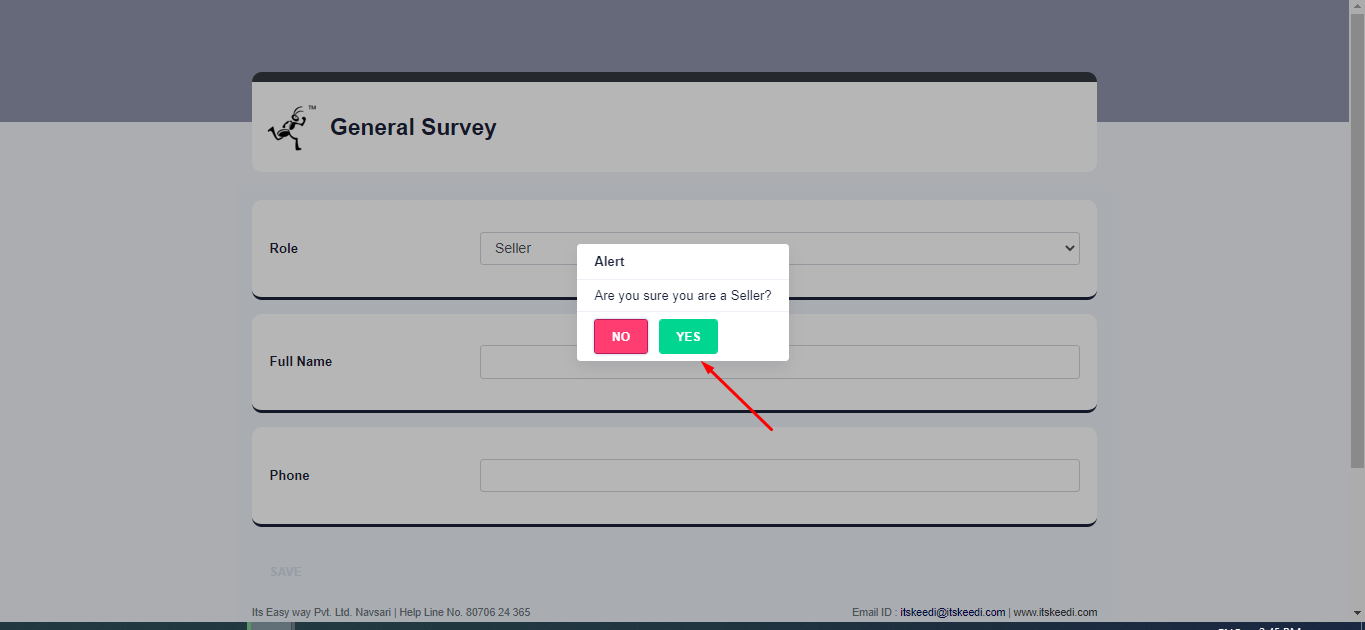 ™
General Survey
Role
Seller
Alert
Are you sure you are a Seller?
NO
YES
Full Name
Phone
SAVE
Its Easy way Pvt. Ltd. Navsari | Help Line No. 80706 24 365
Email ID : itskeedi@itskeedi.com | www.itskeedi.com